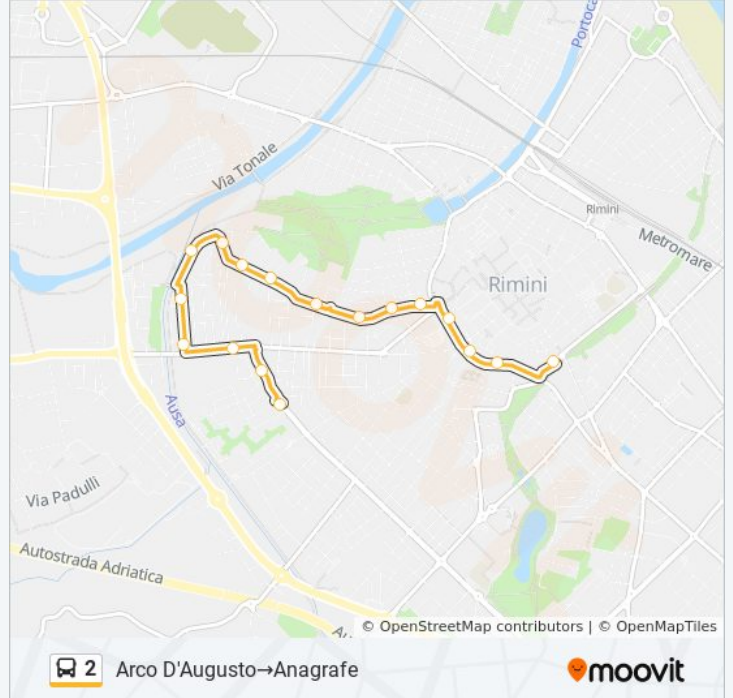 Portoca
Via Tonale
Rimini
Metromare
Rimini
Ausa
Via Padulli
Autostrada Adriatica
Au
© OpenStreetMap contributors | © OpenMapTiles
2 Arco D'Augusto→Anagrafe
moovit